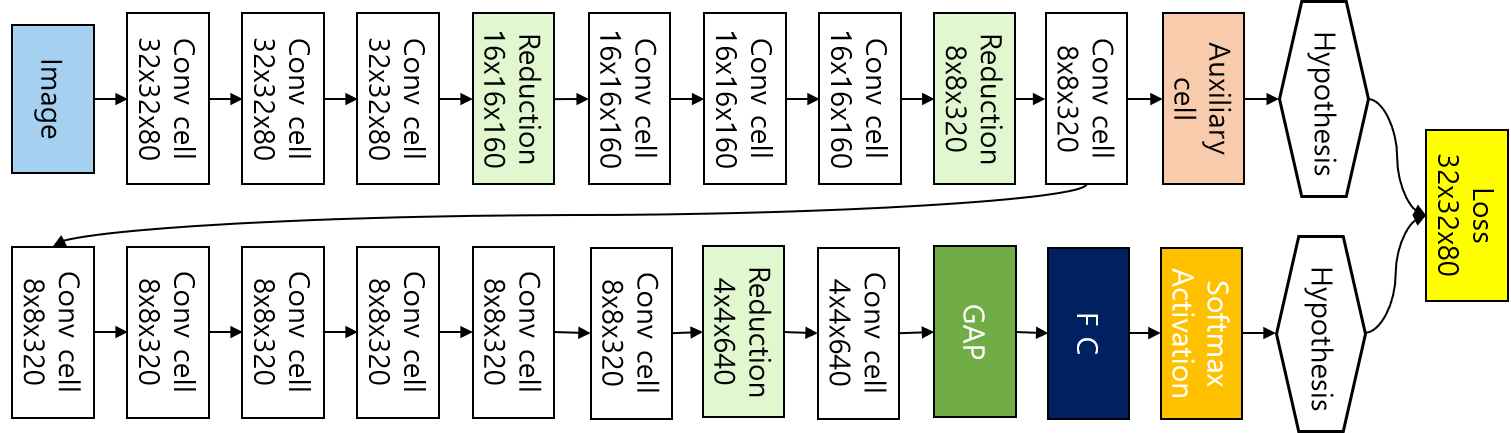 Image
Conv cell
32x32x80
Conv cell
32x32x80
Conv cell
32x32x80
Reduction
16x16x160
Conv cell
16x16x160
Conv cell
16x16x160
Conv cell
16x16x160
Reduction
8x8x320
Conv cell
8x8x320
Auxiliary
cell
Hypothesis
Loss
32x32x80
Conv cell
8x8x320
Conv cell
8x8x320
Conv cell
8x8x320
Conv cell
8x8x320
Conv cell
8x8x320
Conv cell
8x8x320
Reduction
4x4x640
Conv cell
4x4x640
GAP
F C
Softmax
Activation
Hypothesis